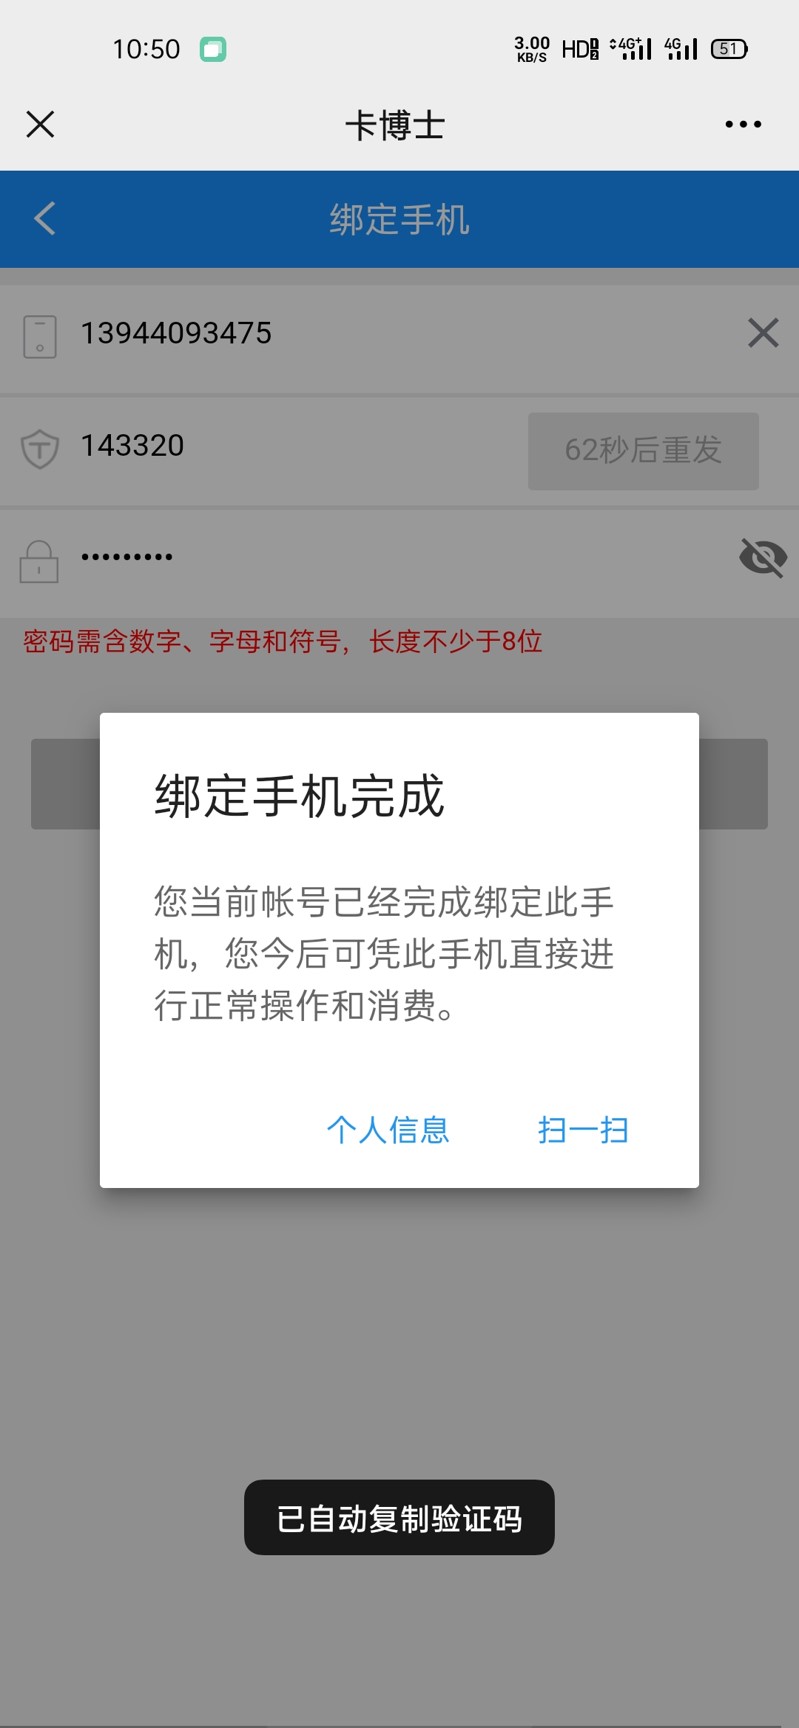 10:50
3.00 KB/S HD 4G+ 4G 51
卡博士
绑定手机
13944093475
143320
62秒后重发
•••••••••
密码需含数字、字母和符号，长度不少于8位
绑定手机完成
您当前帐号已经完成绑定此手
机，您今后可凭此手机直接进
行正常操作和消费。
个人信息 扫一扫
已自动复制验证码